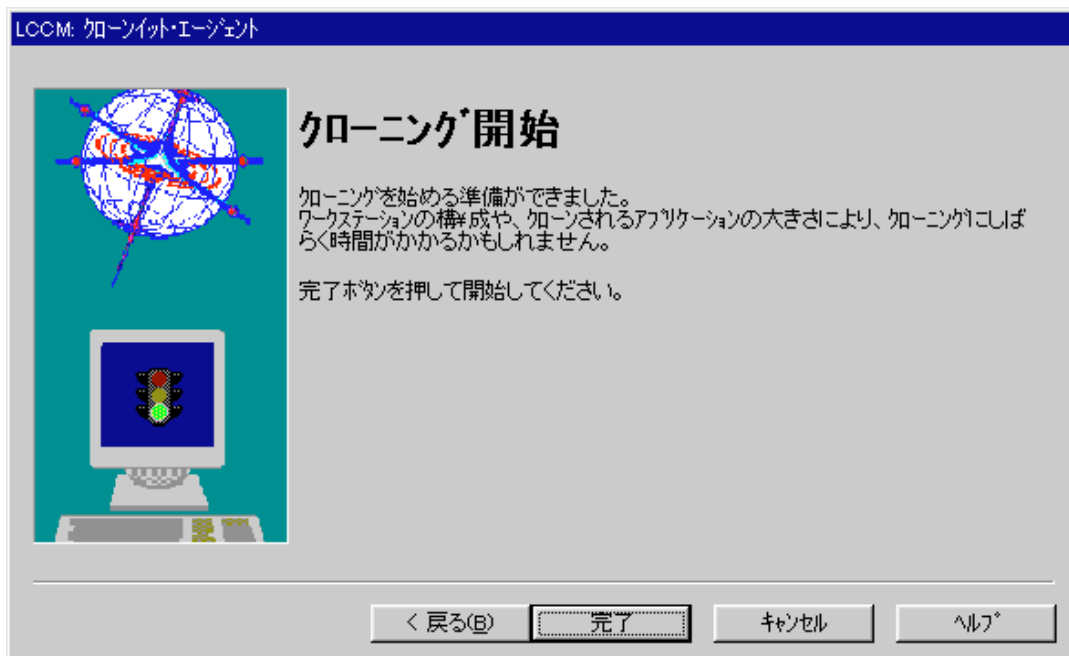 LCCM: クローンイット・エージェント
クローニング開始
クローニングを始める準備ができました。
ワークステーションの構¥成や、クローンされるアプリケーションの大きさにより、クローニングにしば
らく時間がかかるかもしれません。
完了ボタンを押して開始してください。
< 戻る(B)
完了
キャンセル
ヘルプ